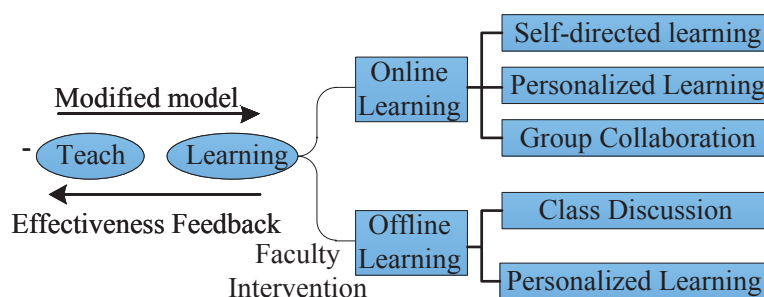 Modified model
-
Teach
Learning
Effectiveness Feedback
Faculty
Intervention
Online
Learning
Self-directed learning
Personalized Learning
Group Collaboration
Offline
Learning
Class Discussion
Personalized Learning